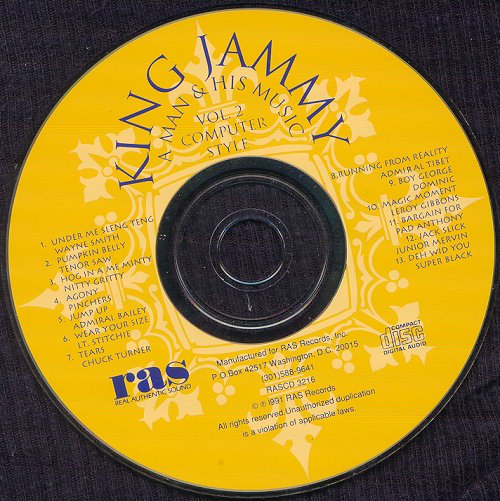 KING JAMMY
A MAN & HIS MUSIC
VOL. 2
COMPUTER
STYLE
1. UNDER ME SLENG TENG
WAYNE SMITH
2. PUMPKIN BELLY
TENOR SAW
3. HOG IN A ME MINTY
NITTY GRITTY
4. AGONY
PINCHERS
5. JUMP UP
ADMIRAL BAILEY
6. WEAR YOUR SIZE
LT. STITCHIE
7. TEARS
CHUCK TURNER
8. RUNNING FROM REALITY
ADMIRAL TIBET
9. BOY GEORGE
DOMINIC
10. MAGIC MOMENT
LEROY GIBBONS
11. BARGAIN FOR
PAD ANTHONY
12. JACK SLICK
JUNIOR MERVIN
13. DEH WID YOU
SUPER BLACK
ras
REAL AUTHENTIC SOUND
COMPACT
disc
DIGITAL AUDIO
Manufactured for RAS Records, Inc.
P.O.Box 42517 Washington, D.C. 20015
(301)588-9641
RASCD 3216
© ℗ 1991 RAS Records
All rights reserved.Unauthorized duplication
is a violation of applicable laws.